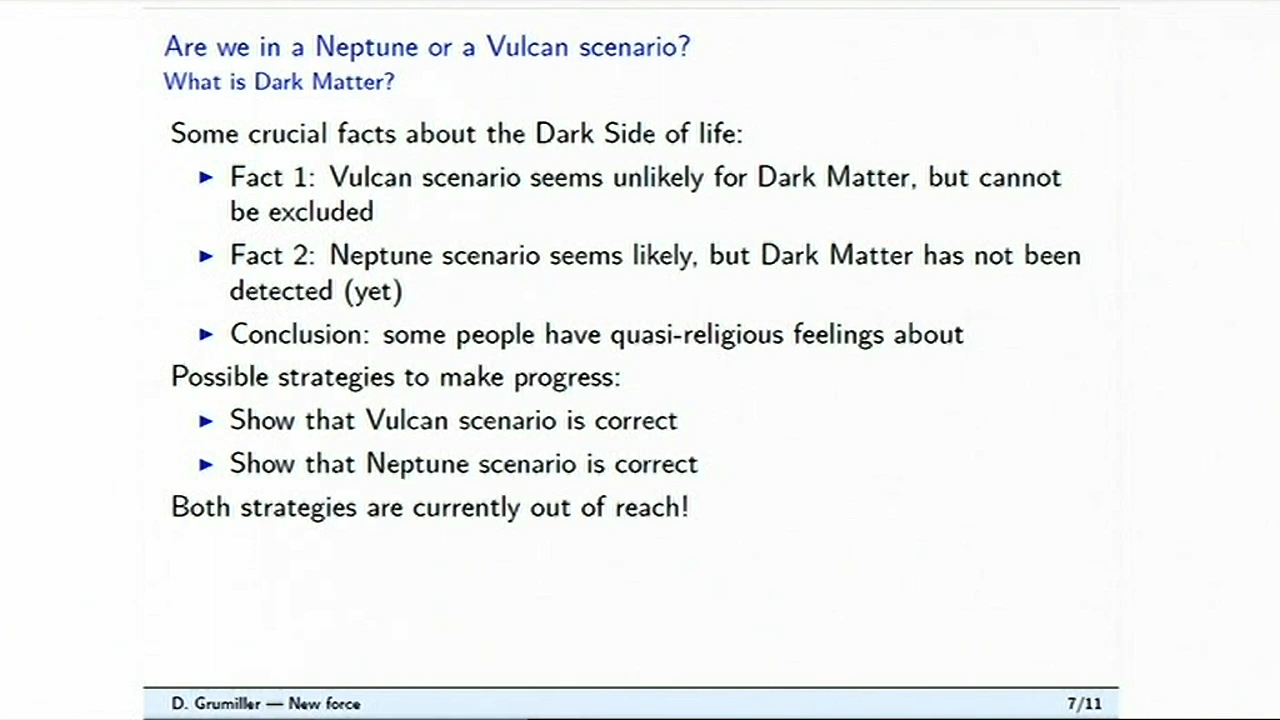 Are we in a Neptune or a Vulcan scenario?
What is Dark Matter?
Some crucial facts about the Dark Side of life:
► Fact 1: Vulcan scenario seems unlikely for Dark Matter, but cannot
be excluded
► Fact 2: Neptune scenario seems likely, but Dark Matter has not been
detected (yet)
► Conclusion: some people have quasi-religious feelings about
Possible strategies to make progress:
► Show that Vulcan scenario is correct
► Show that Neptune scenario is correct
Both strategies are currently out of reach!
D. Grumiller — New force
7/11